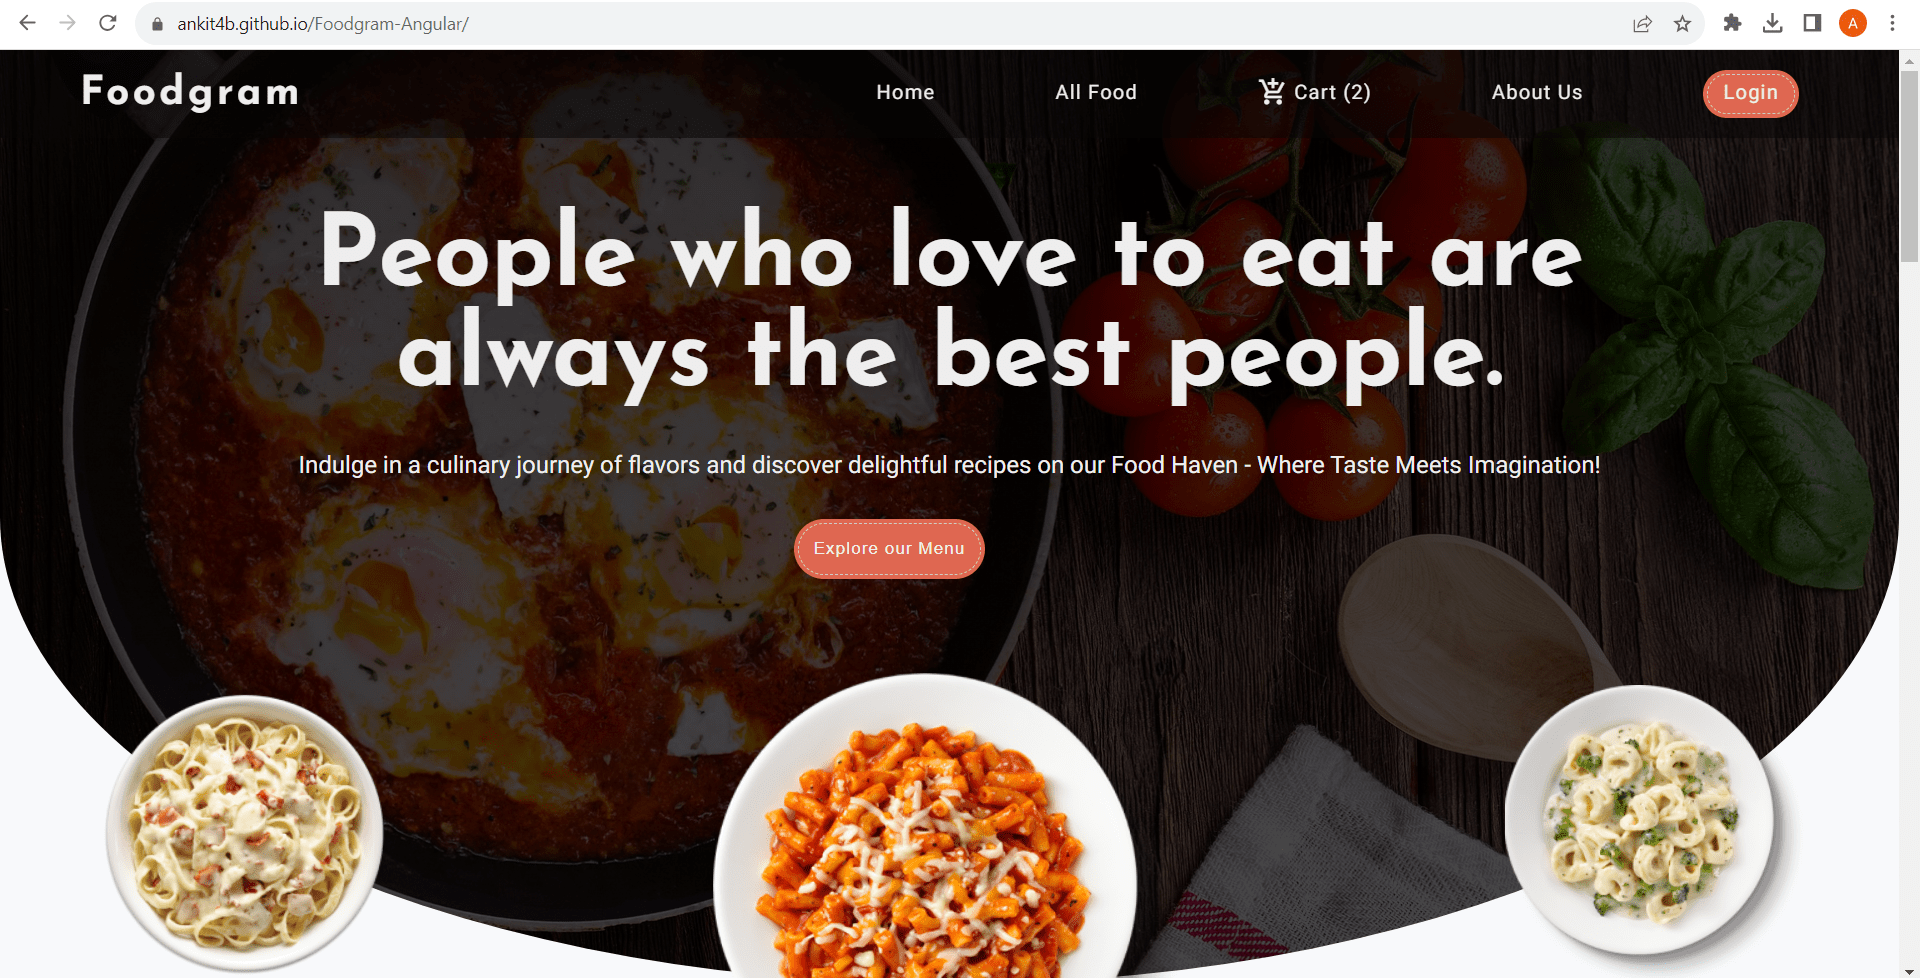 ankit4b.github.io/Foodgram-Angular/
A
Foodgram
Home
All Food
Cart (2)
About Us
Login
People who love to eat are
always the best people.
Indulge in a culinary journey of flavors and discover delightful recipes on our Food Haven - Where Taste Meets Imagination!
Explore our Menu